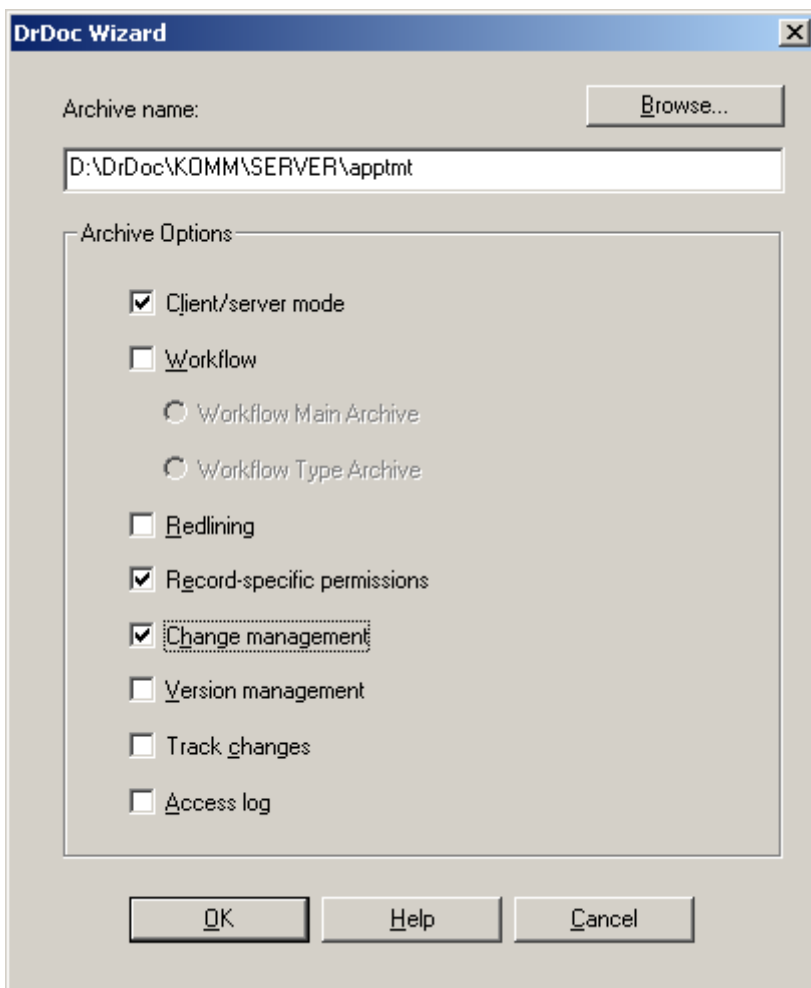 DrDoc Wizard
Archive name:
Browse...
D:\DrDoc\KOMM\SERVER\apptmt
Archive Options
Client/server mode
Workflow
Workflow Main Archive
Workflow Type Archive
Redlining
Record-specific permissions
Change management
Version management
Track changes
Access log
OK
Help
Cancel